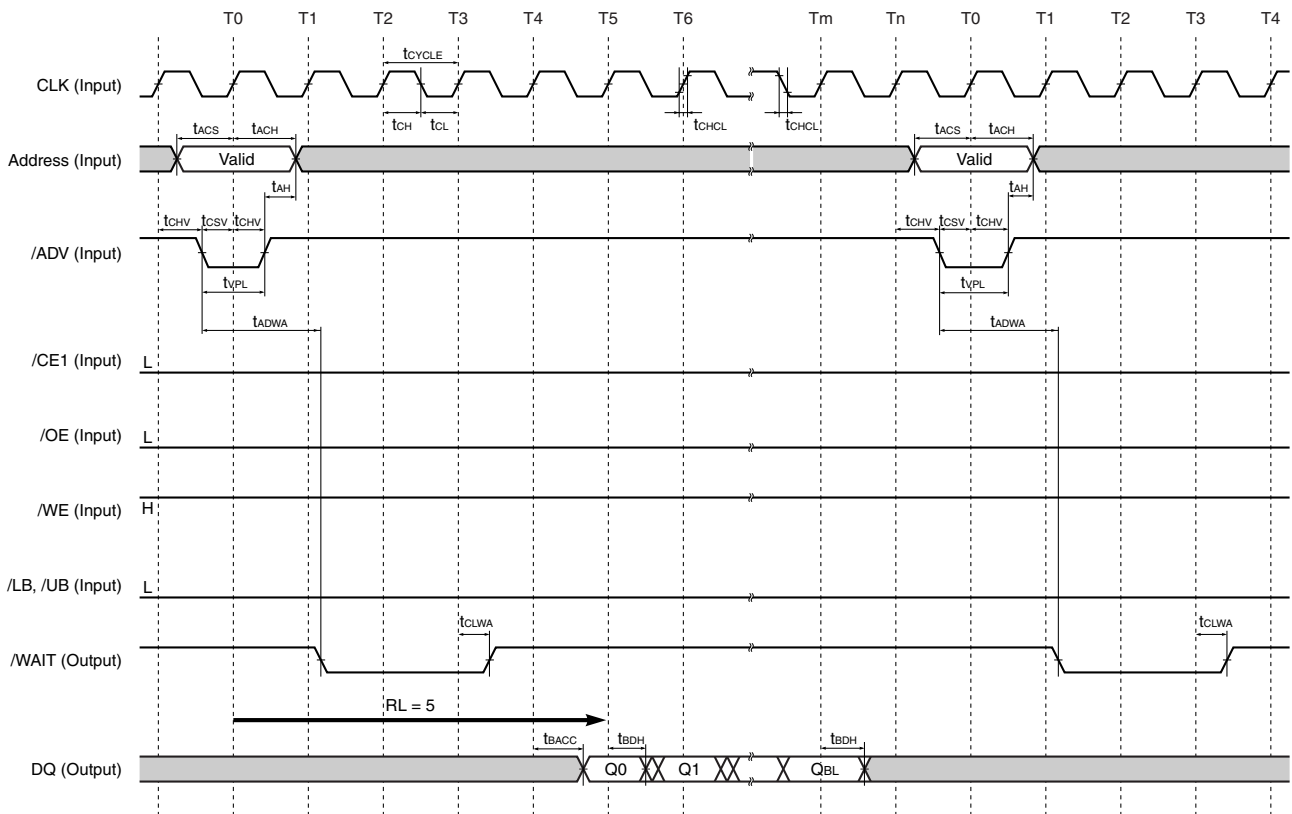 T0 T1 T2 T3 T4 T5 T6 Tm Tn T0 T1 T2 T3 T4
tCYCLE
CLK (Input)
tCH tCL tCHCL tCHCL
tACS tACH tACS tACH
Address (Input) Valid Valid
tAH tAH
tCHV tCSV tCHV tCHV tCSV tCHV
/ADV (Input)
tVPL tVPL
tADWA tADWA
/CE1 (Input) L
/OE (Input) L
/WE (Input) H
/LB, /UB (Input) L
tCLWA tCLWA
/WAIT (Output)
RL = 5
tBACC tBDH tBDH
DQ (Output) Q0 Q1 QBL